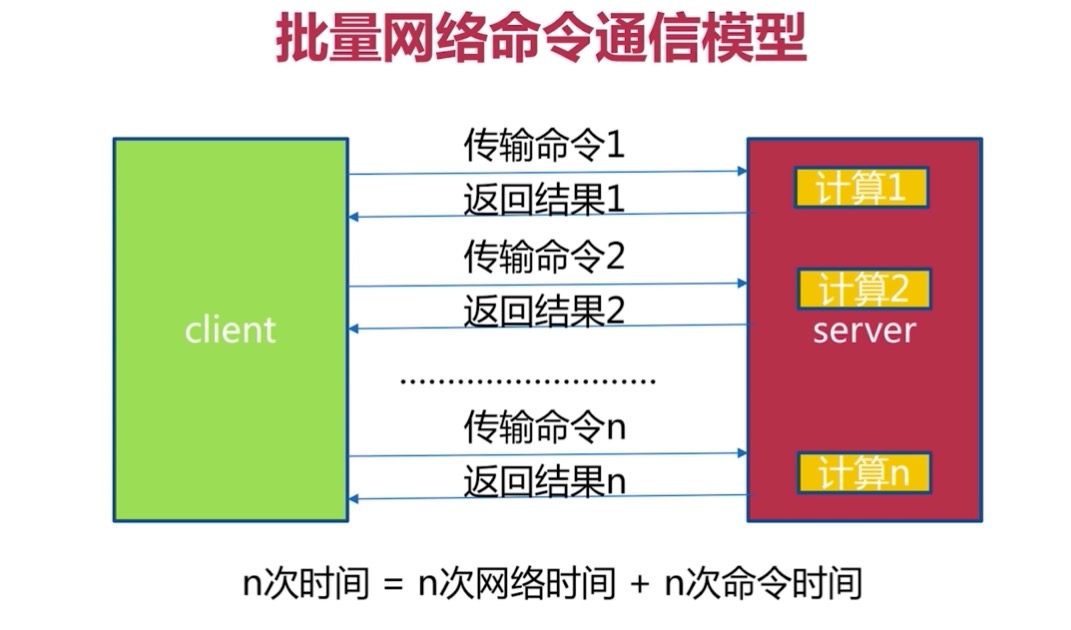 批量网络命令通信模型
传输命令1
计算1
返回结果1
传输命令2
计算2
返回结果2
client
server
...........................
传输命令n
计算n
返回结果n
n次时间 = n次网络时间 + n次命令时间